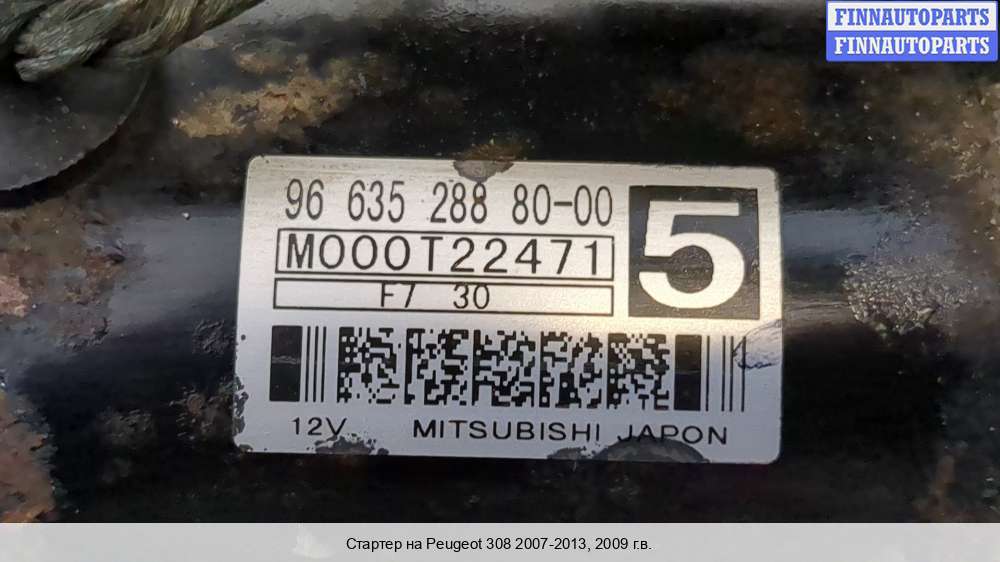 FINNAUTOPARTS
FINNAUTOPARTS
96 635 288 80-00
5
M000T22471
F7 30
TE
12V MITSUBISHI JAPON
Стартер на Peugeot 308 2007-2013, 2009 г.в.